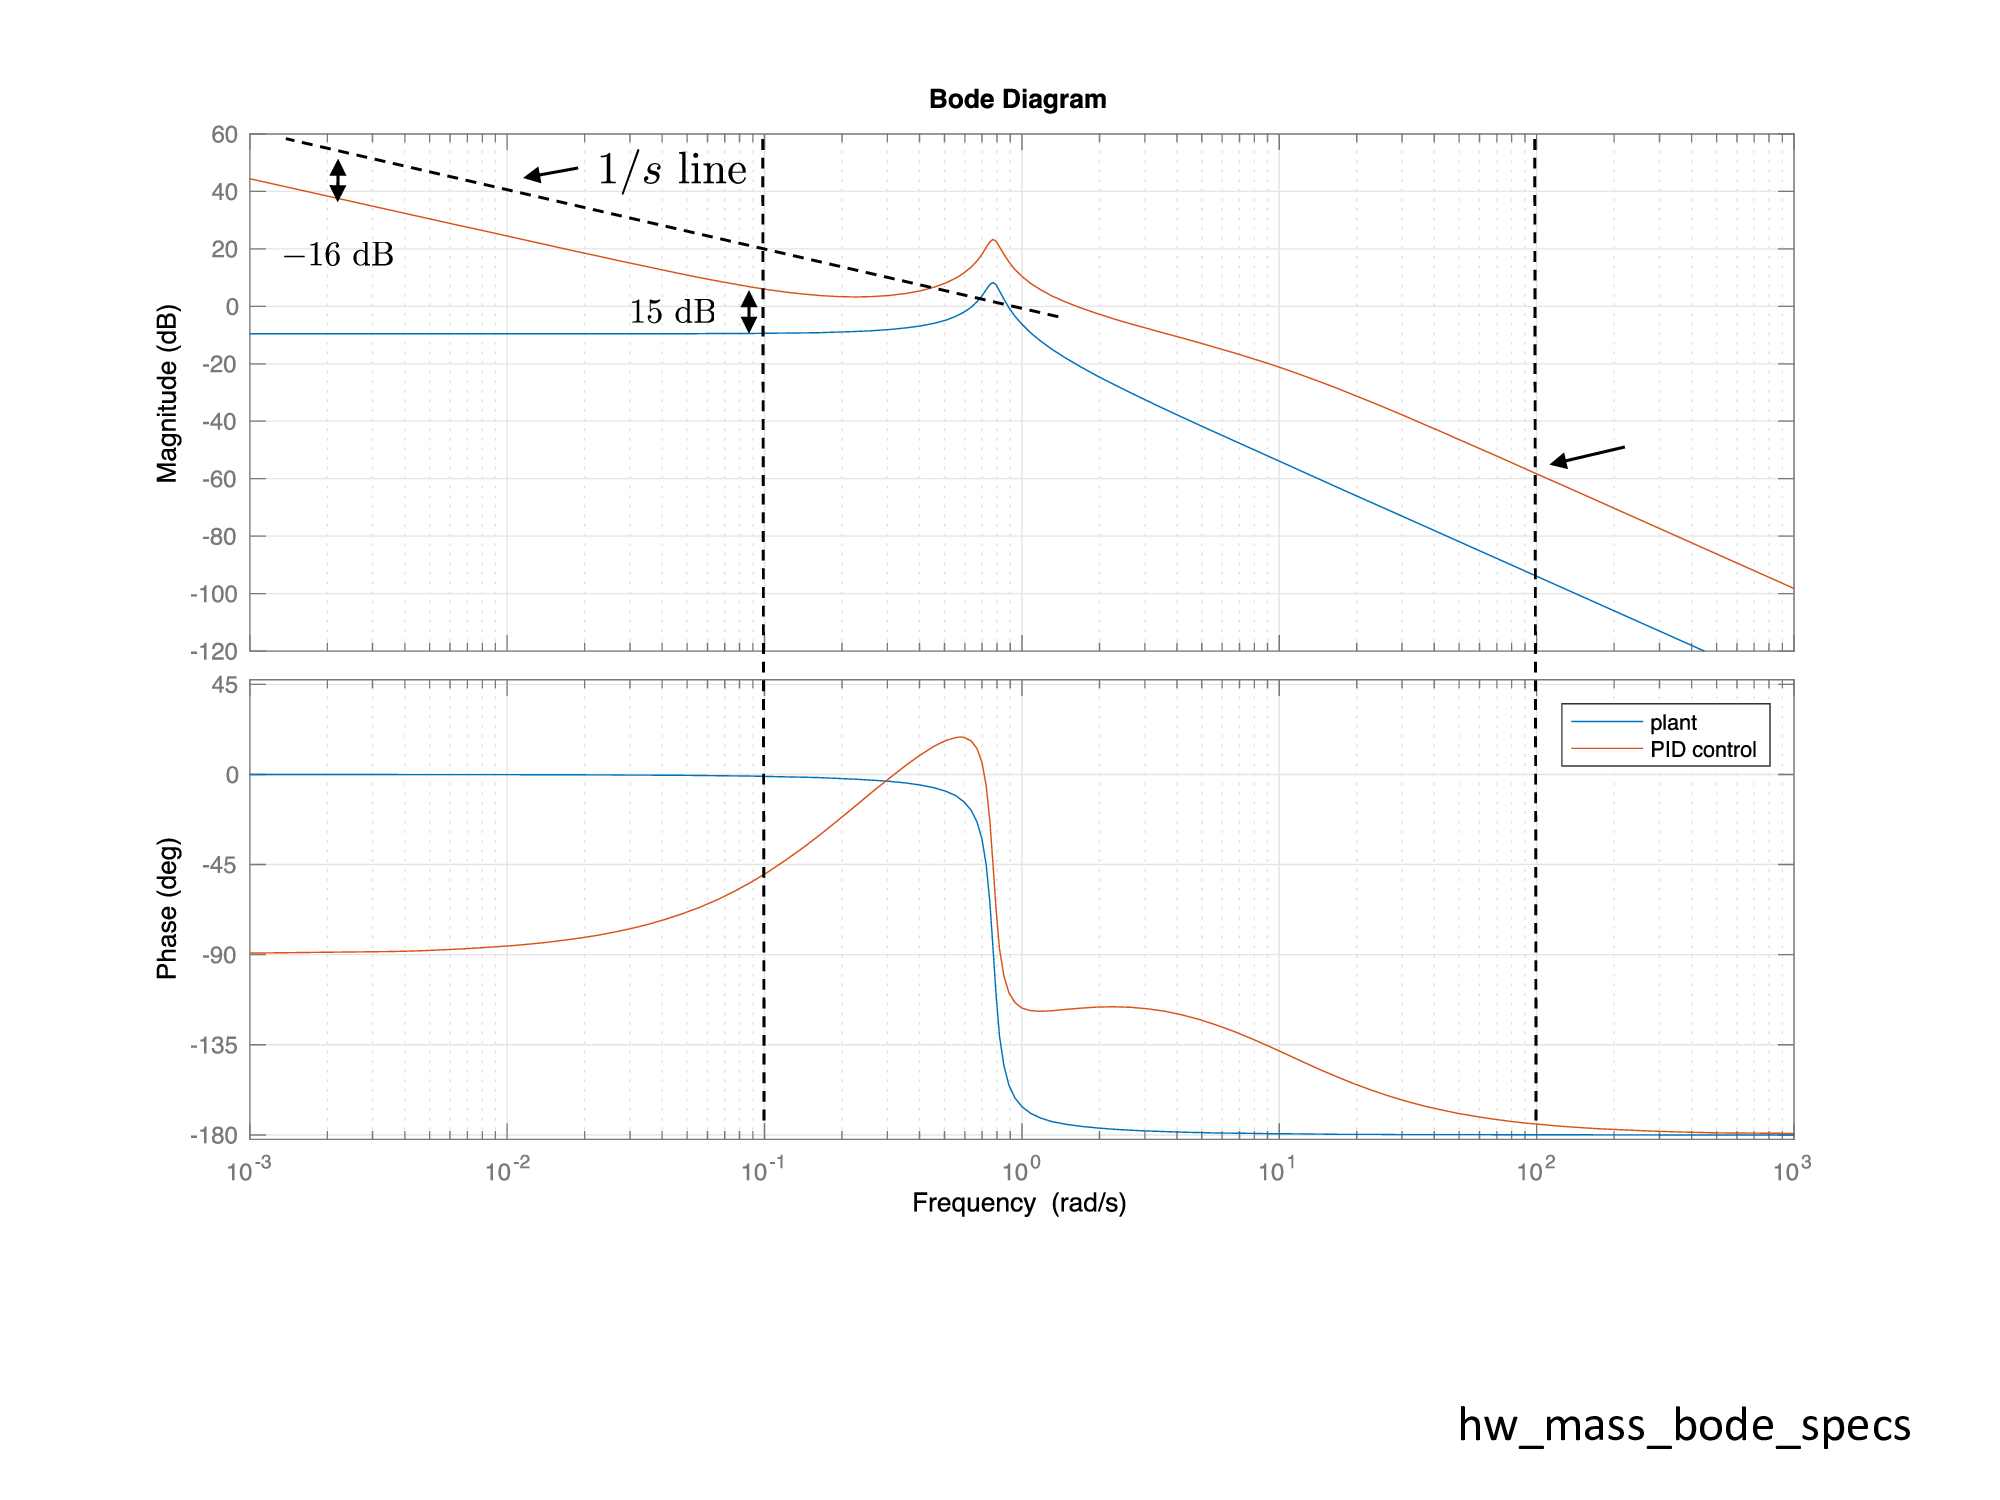 Bode Diagram
60
40
20
0
-20
-40
-60
-80
-100
-120
Magnitude (dB)
1/s line
−16 dB
15 dB
45
0
-45
-90
-135
-180
Phase (deg)
plant
PID control
10^-3 10^-2 10^-1 10^0 10^1 10^2 10^3
Frequency (rad/s)
hw_mass_bode_specs